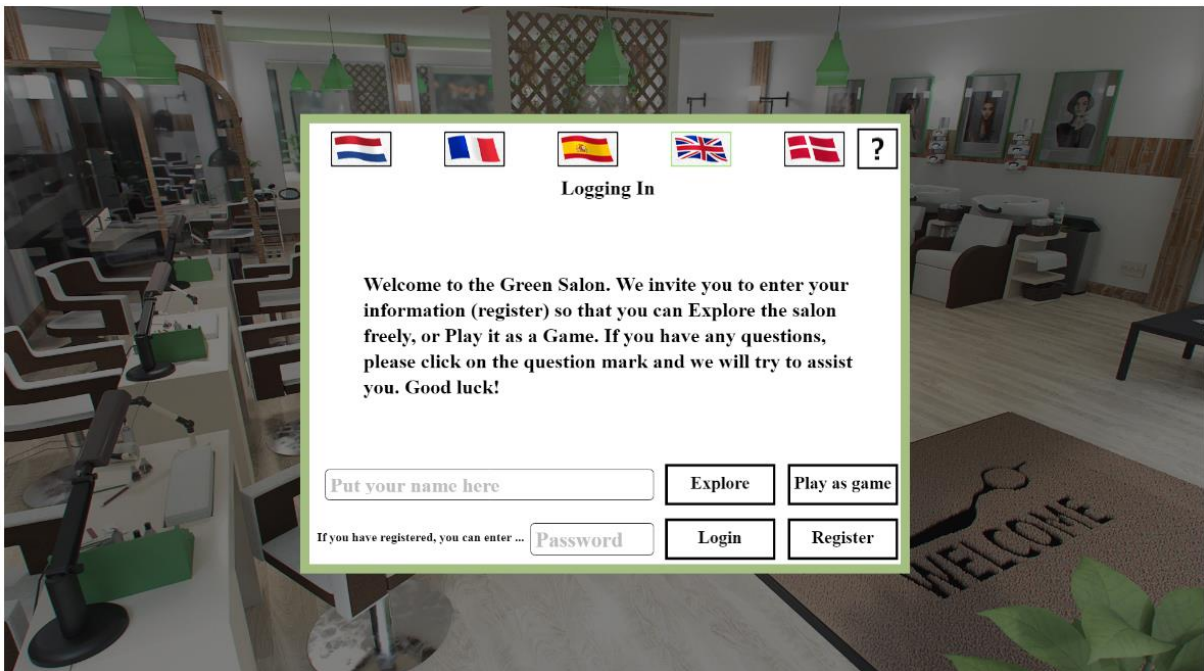 ?
Logging In
Welcome to the Green Salon. We invite you to enter your
information (register) so that you can Explore the salon
freely, or Play it as a Game. If you have any questions,
please click on the question mark and we will try to assist
you. Good luck!
Put your name here
Explore
Play as game
If you have registered, you can enter ...
Password
Login
Register
WELCOME